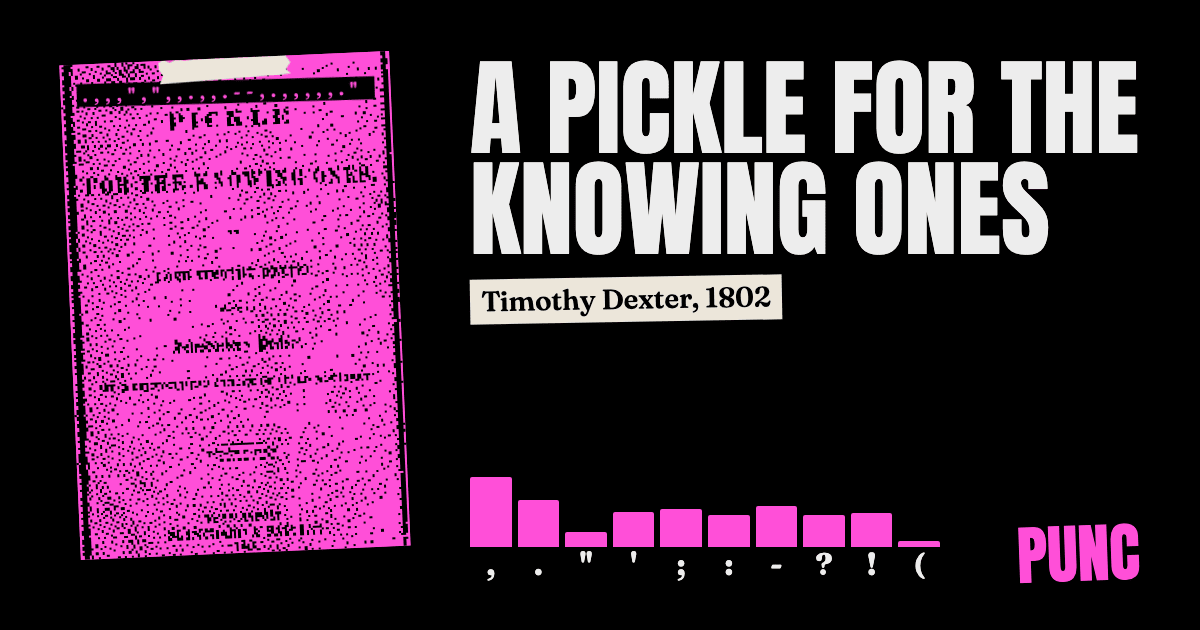 PICKLE
FOR THE KNOWING ONES.
A PICKLE FOR THE
KNOWING ONES
Timothy Dexter, 1802
, . " ' ; : - ? ! (
PUNC